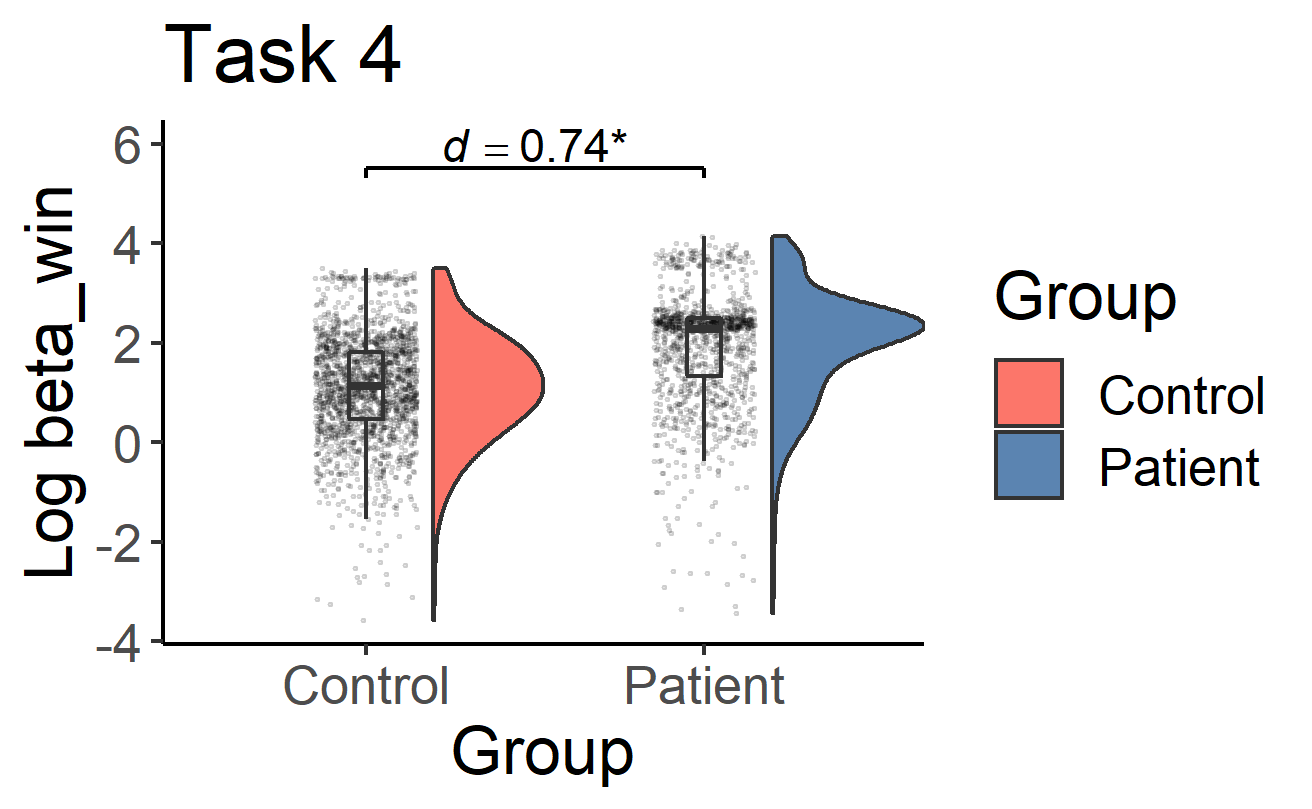 Task 4
d = 0.74*
6
4
2
0
-2
-4
Log beta_win
Control
Patient
Group
Group
Control
Patient